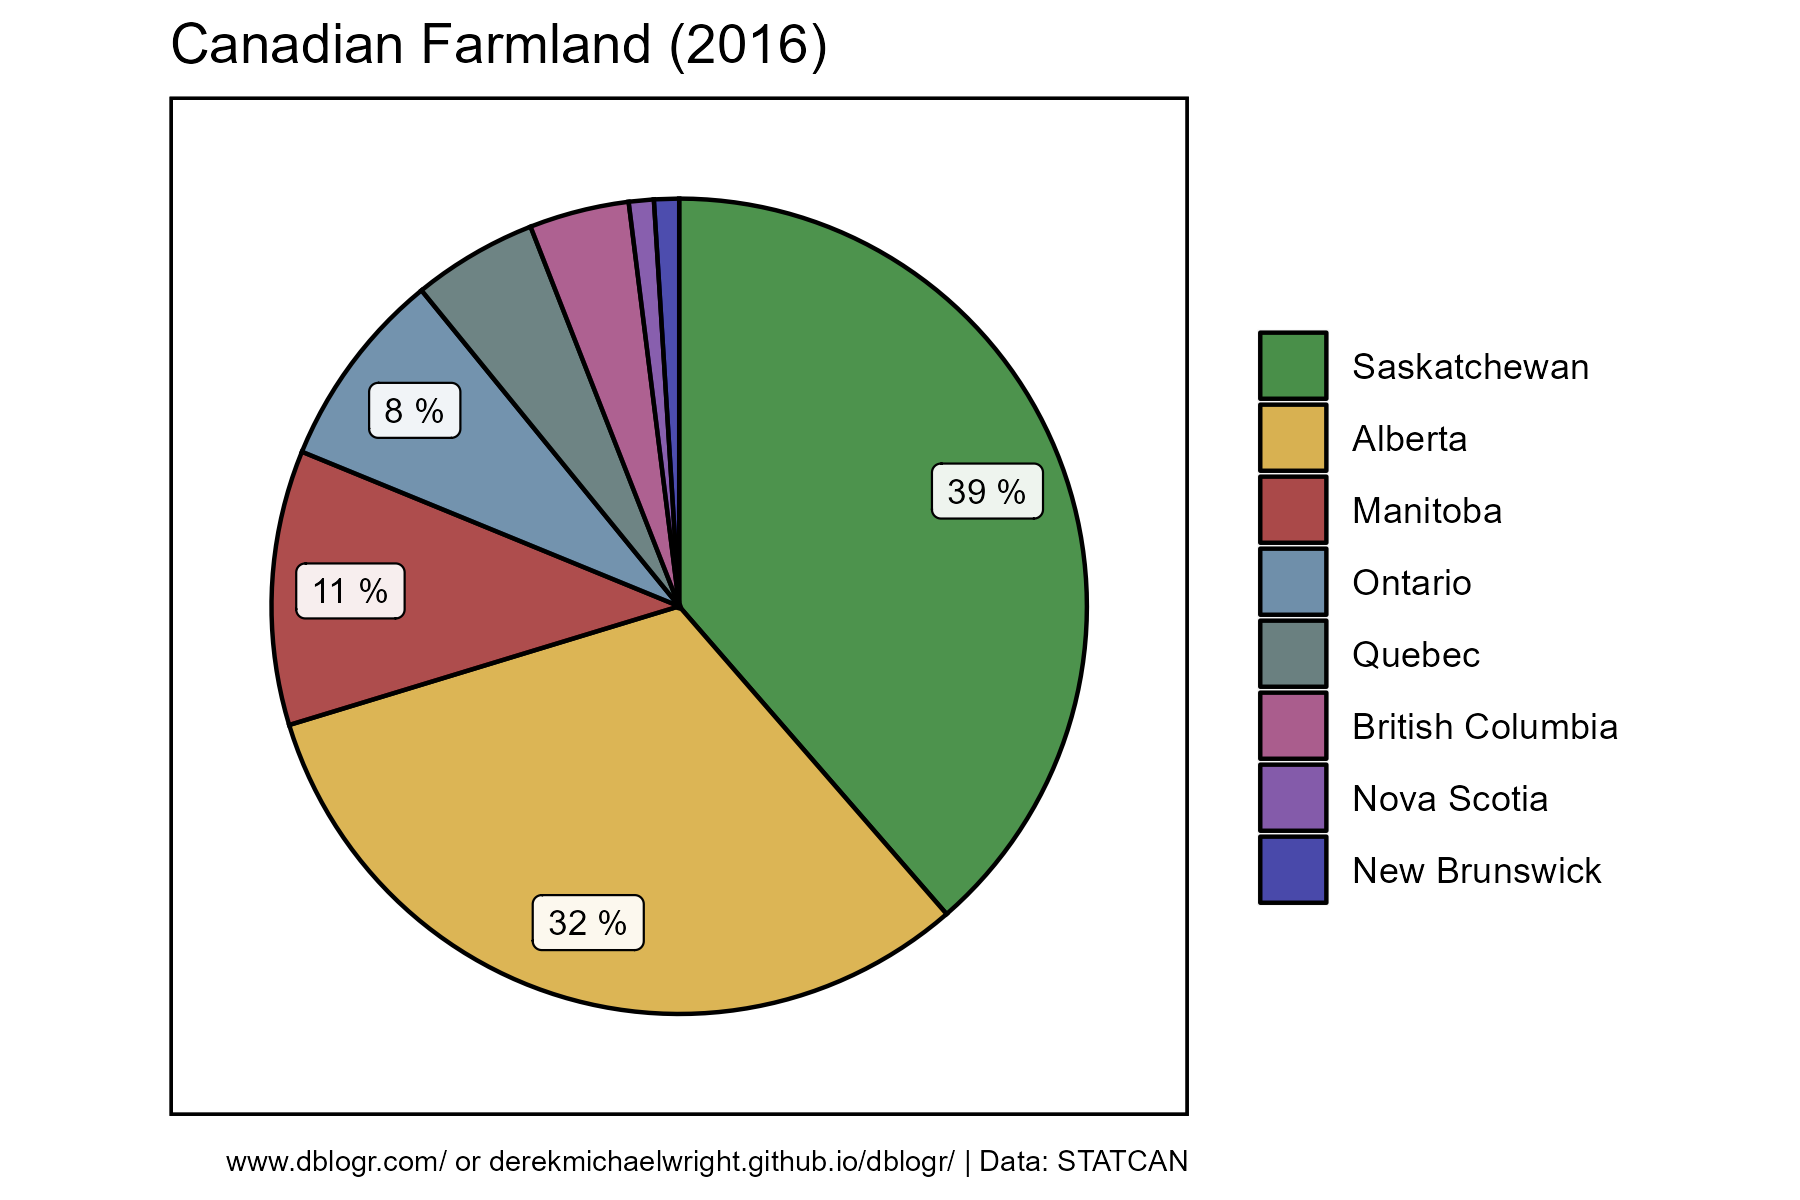 Canadian Farmland (2016)
8 %
39 %
11 %
32 %
Saskatchewan
Alberta
Manitoba
Ontario
Quebec
British Columbia
Nova Scotia
New Brunswick
www.dblogr.com/ or derekmichaelwright.github.io/dblogr/ | Data: STATCAN